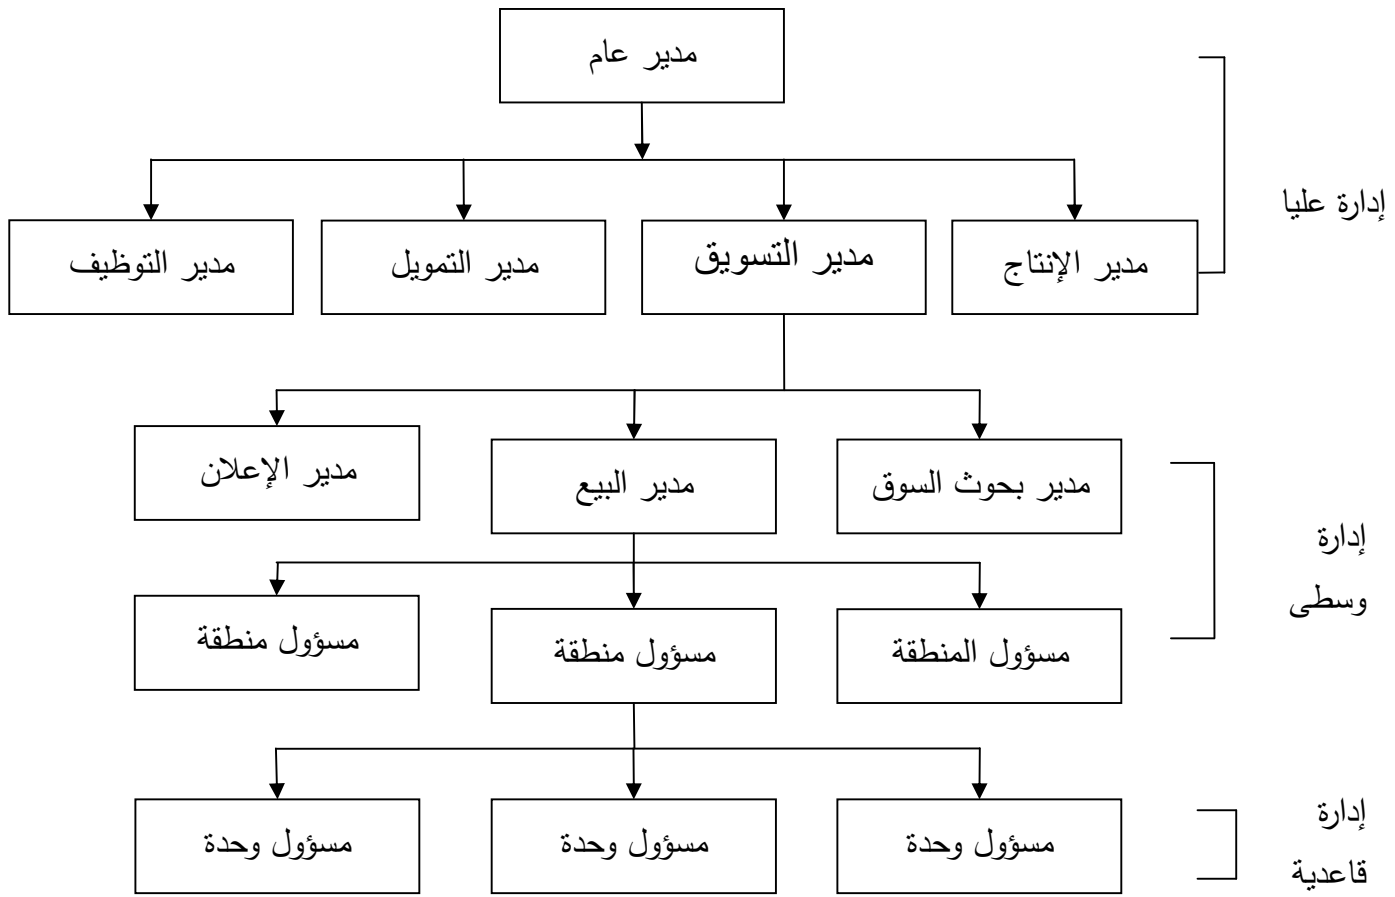 مدير عام
إدارة عليا
مدير الإنتاج
مدير التسويق
مدير التمويل
مدير التوظيف
مدير بحوث السوق
مدير البيع
مدير الإعلان
إدارة
وسطى
مسؤول المنطقة
مسؤول منطقة
مسؤول منطقة
إدارة
قاعدية
مسؤول وحدة
مسؤول وحدة
مسؤول وحدة